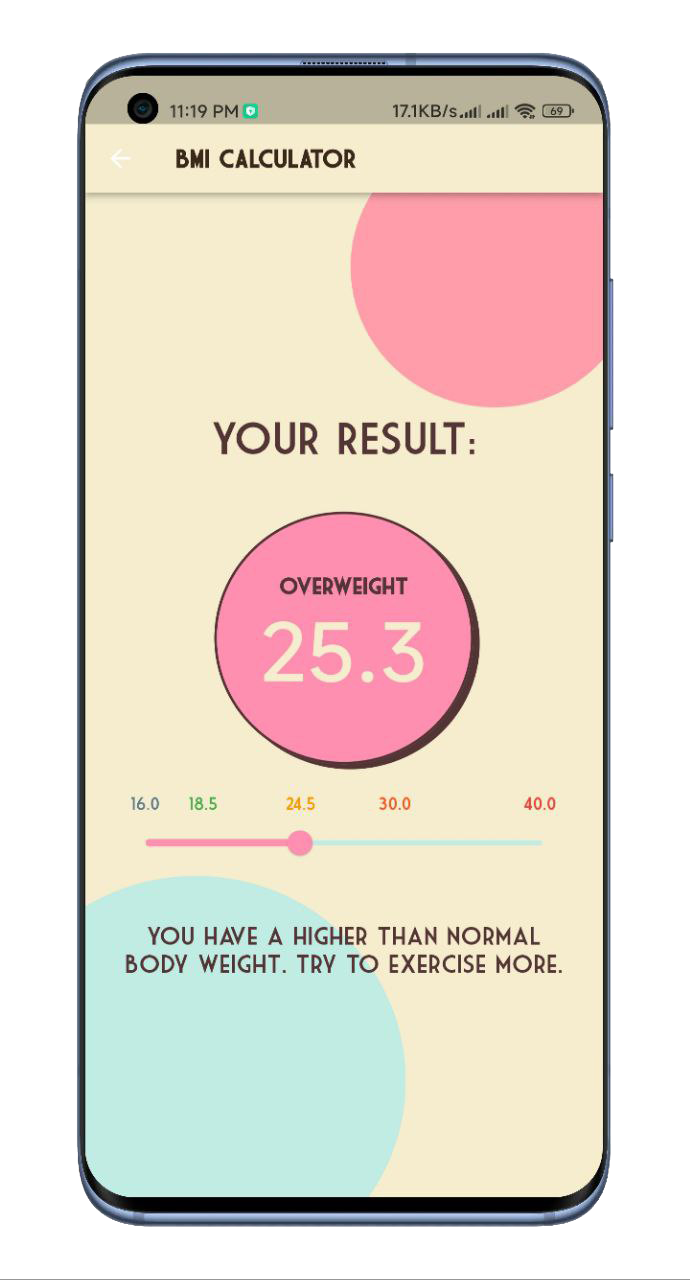 11:19 PM 17.1KB/s 69
BMI CALCULATOR
YOUR RESULT:
OVERWEIGHT
25.3
16.0 18.5 24.5 30.0 40.0
YOU HAVE A HIGHER THAN NORMAL
BODY WEIGHT. TRY TO EXERCISE MORE.